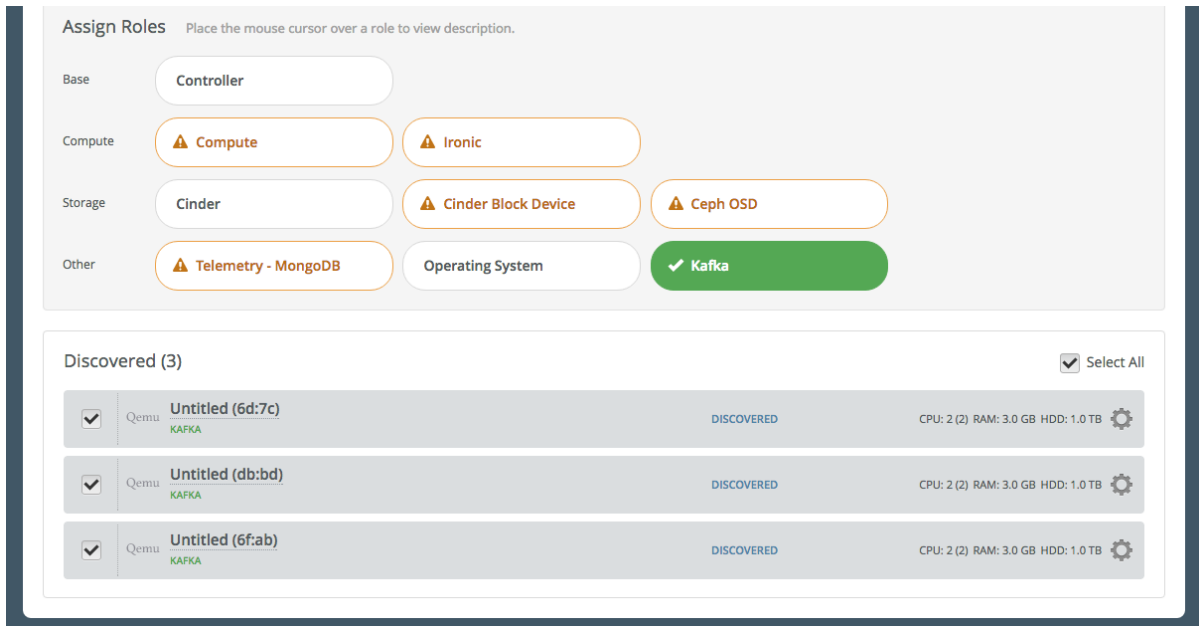 Assign Roles Place the mouse cursor over a role to view description.
Base Controller
Compute Compute Ironic
Storage Cinder Cinder Block Device Ceph OSD
Other Telemetry - MongoDB Operating System Kafka
Discovered (3) Select All
Qemu Untitled (6d:7c) DISCOVERED CPU: 2 (2) RAM: 3.0 GB HDD: 1.0 TB
KAFKA
Qemu Untitled (db:bd) DISCOVERED CPU: 2 (2) RAM: 3.0 GB HDD: 1.0 TB
KAFKA
Qemu Untitled (6f:ab) DISCOVERED CPU: 2 (2) RAM: 3.0 GB HDD: 1.0 TB
KAFKA